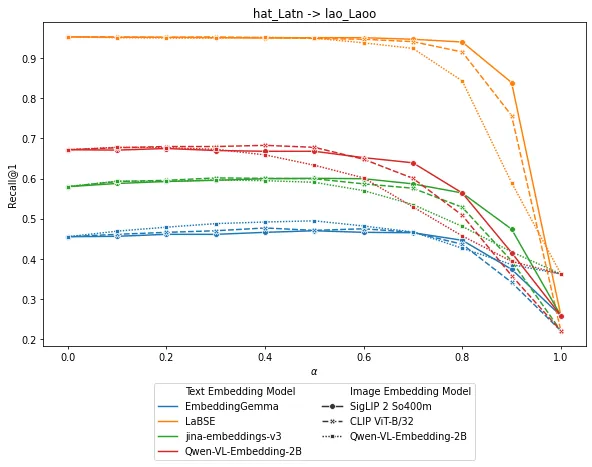 hat_Latn -> lao_Laoo
Recall@1
0.9
0.8
0.7
0.6
0.5
0.4
0.3
0.2
0.0 0.2 0.4 0.6 0.8 1.0
α
Text Embedding Model Image Embedding Model
EmbeddingGemma SigLIP 2 So400m
LaBSE CLIP ViT-B/32
jina-embeddings-v3 Qwen-VL-Embedding-2B
Qwen-VL-Embedding-2B